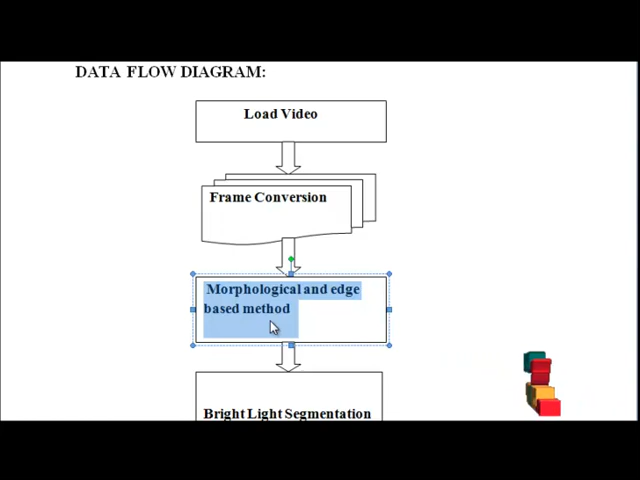 DATA FLOW DIAGRAM:
Load Video
Frame Conversion
Morphological and edge
based method
Bright Light Segmentation